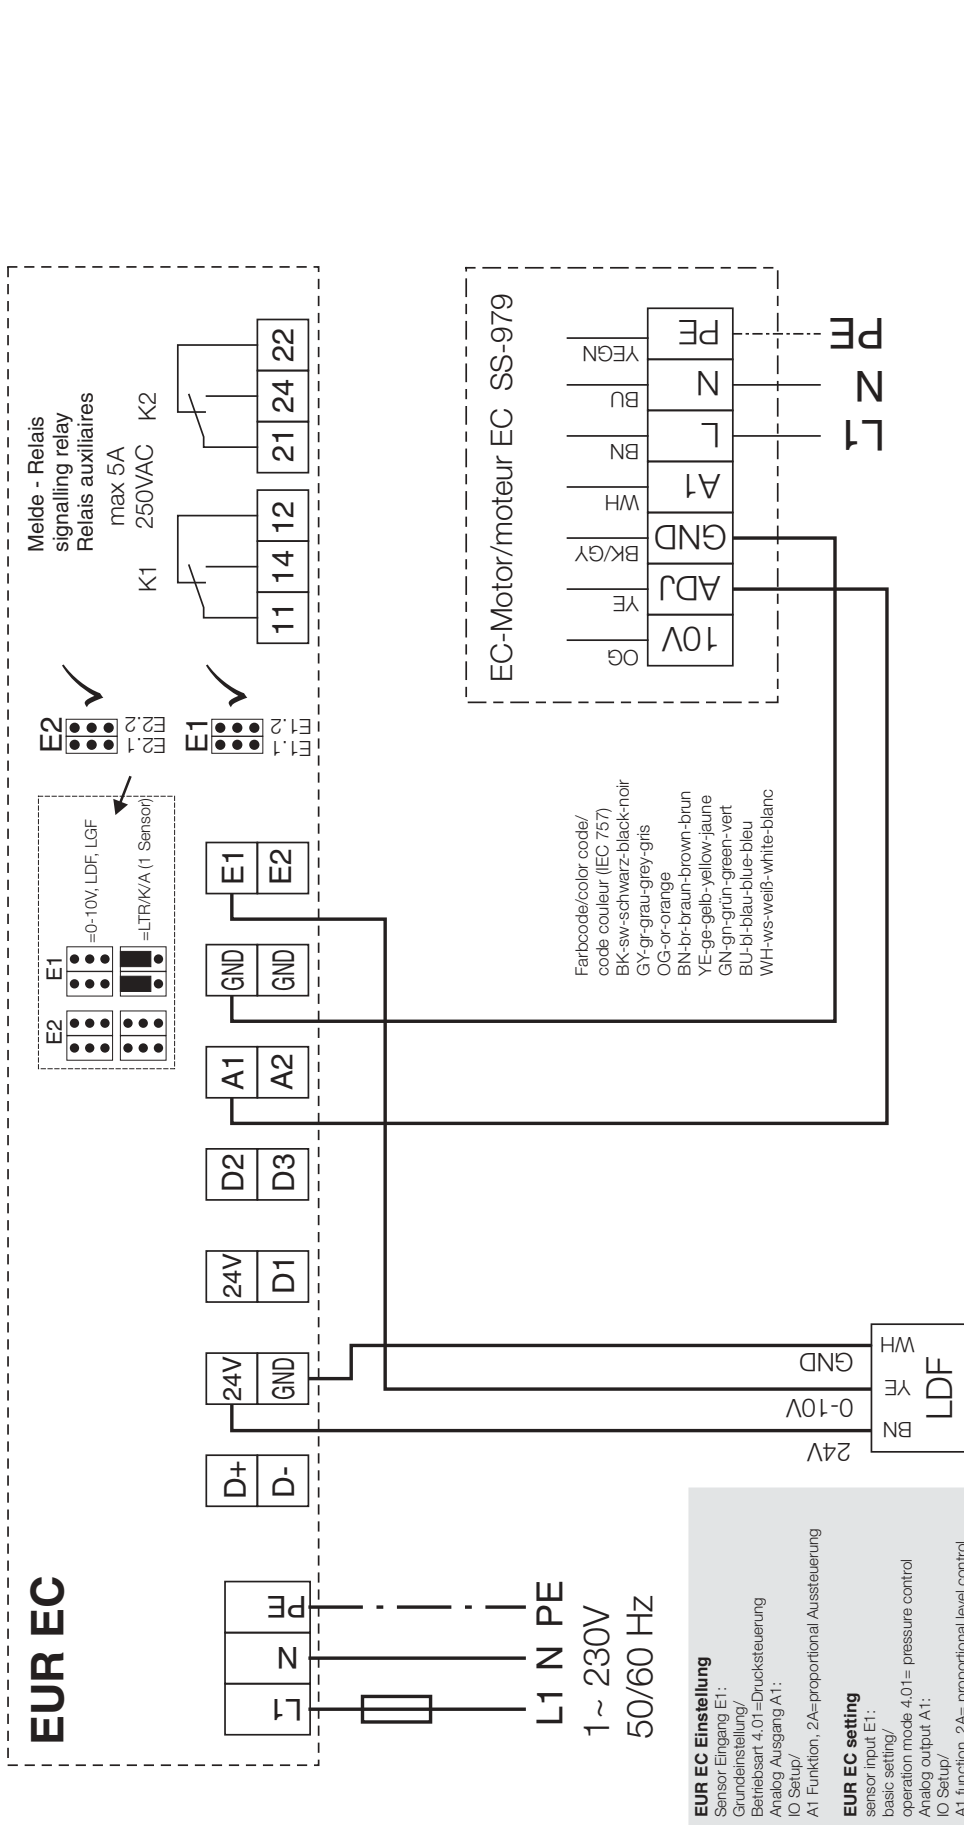 EUR EC
Melde - Relais
signalling relay
Relais auxiliaires
max 5A
250VAC
K1
K2
11
14
12
21
24
22
E2
E2.1
E2.2
E1
E1.1
E1.2
E2
E1
=0-10V, LDF, LGF
=LTR/K/A (1 Sensor)
L1
N
PE
D+
D-
24V
GND
24V
D1
D2
D3
A1
A2
GND
GND
E1
E2
L1 N PE
1~ 230V
50/60 Hz
EC-Motor/moteur EC SS-979
OG
YE
BK/GY
WH
BN
BU
YEGN
10V
ADJ
GND
A1
L
N
PE
L1
N
PE
Farbcode/color code/
code couleur (IEC 757)
BK-sw-schwarz-black-noir
GY-gr-grau-grey-gris
OG-or-orange
BN-br-braun-brown-brun
YE-ge-gelb-yellow-jaune
GN-gn-grün-green-vert
BU-bl-blau-blue-bleu
WH-ws-weiß-white-blanc
24V
0-10V
GND
BN
YE
WH
LDF
EUR EC Einstellung
Sensor Eingang E1:
Grundeinstellung/
Betriebsart 4.01=Drucksteuerung
Analog Ausgang A1:
IO Setup/
A1 Funktion, 2A=proportional Aussteuerung
EUR EC setting
sensor input E1:
basic setting/
operation mode 4.01= pressure control
Analog output A1:
IO Setup/
A1 function, 2A= proportional level control